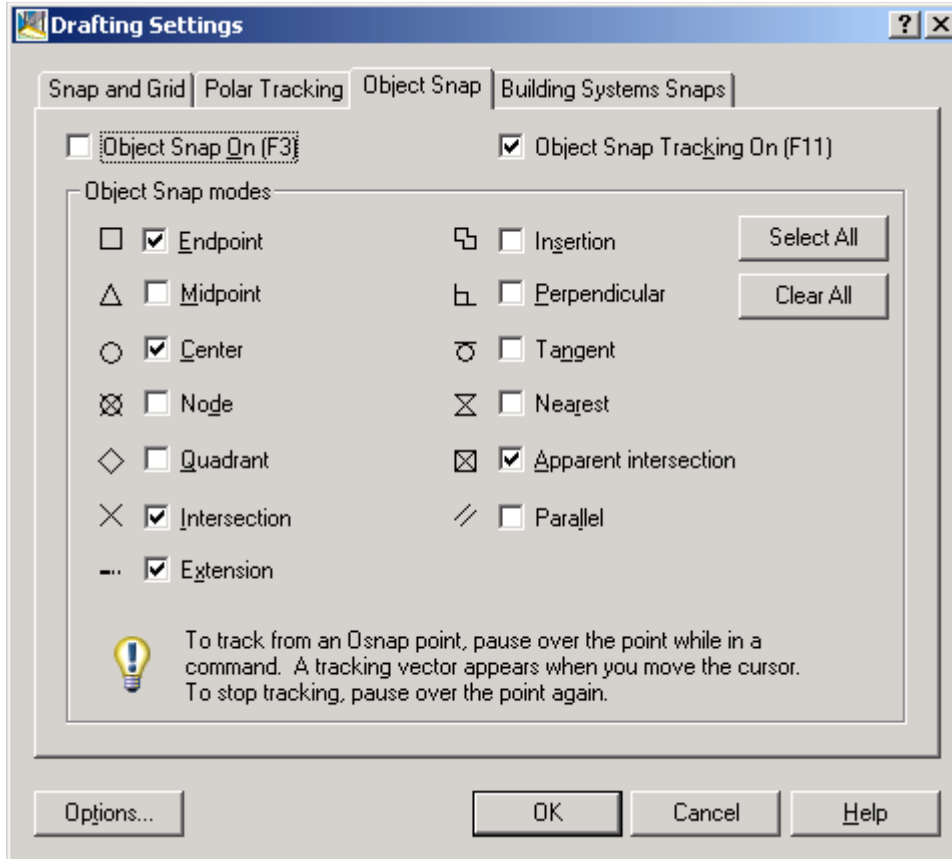 Drafting Settings
Snap and Grid Polar Tracking Object Snap Building Systems Snaps
Object Snap On (F3) Object Snap Tracking On (F11)
Object Snap modes
Endpoint Insertion Select All
Midpoint Perpendicular Clear All
Center Tangent
Node Nearest
Quadrant Apparent intersection
Intersection Parallel
Extension
To track from an Osnap point, pause over the point while in a
command. A tracking vector appears when you move the cursor.
To stop tracking, pause over the point again.
Options... OK Cancel Help